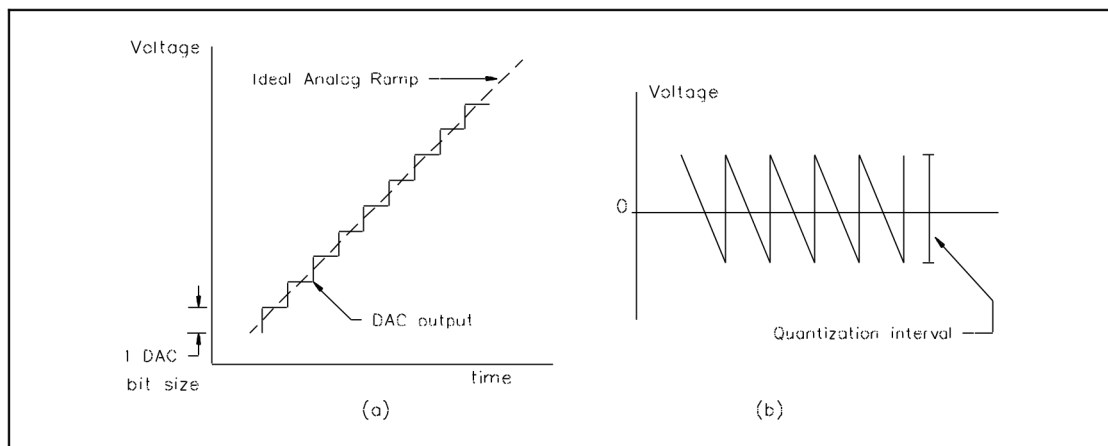 Voltage
Ideal Analog Ramp
DAC output
1 DAC
bit size
time
(a)
Voltage
0
Quantization interval
(b)